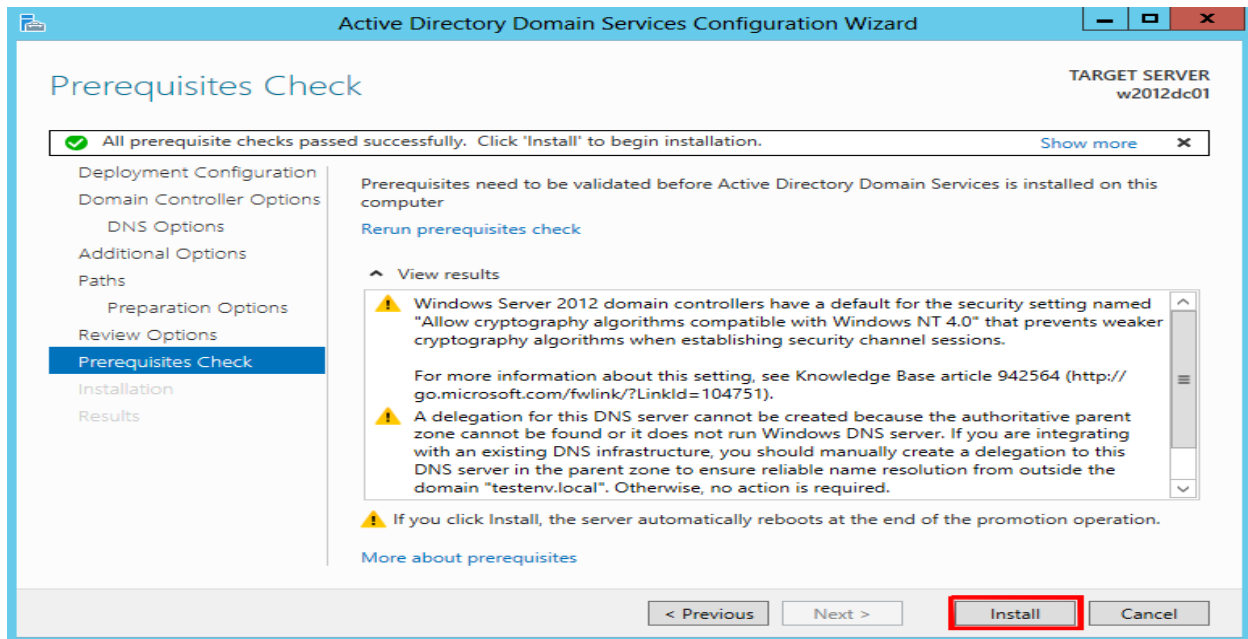 Active Directory Domain Services Configuration Wizard
Prerequisites Check
TARGET SERVER
w2012dc01
All prerequisite checks passed successfully. Click 'Install' to begin installation.
Show more
Deployment Configuration
Domain Controller Options
DNS Options
Additional Options
Paths
Preparation Options
Review Options
Prerequisites Check
Installation
Results
Prerequisites need to be validated before Active Directory Domain Services is installed on this
computer
Rerun prerequisites check
View results
Windows Server 2012 domain controllers have a default for the security setting named
"Allow cryptography algorithms compatible with Windows NT 4.0" that prevents weaker
cryptography algorithms when establishing security channel sessions.
For more information about this setting, see Knowledge Base article 942564 (http://
go.microsoft.com/fwlink/?LinkId=104751).
A delegation for this DNS server cannot be created because the authoritative parent
zone cannot be found or it does not run Windows DNS server. If you are integrating
with an existing DNS infrastructure, you should manually create a delegation to this
DNS server in the parent zone to ensure reliable name resolution from outside the
domain "testenv.local". Otherwise, no action is required.
If you click Install, the server automatically reboots at the end of the promotion operation.
More about prerequisites
< Previous
Next >
Install
Cancel